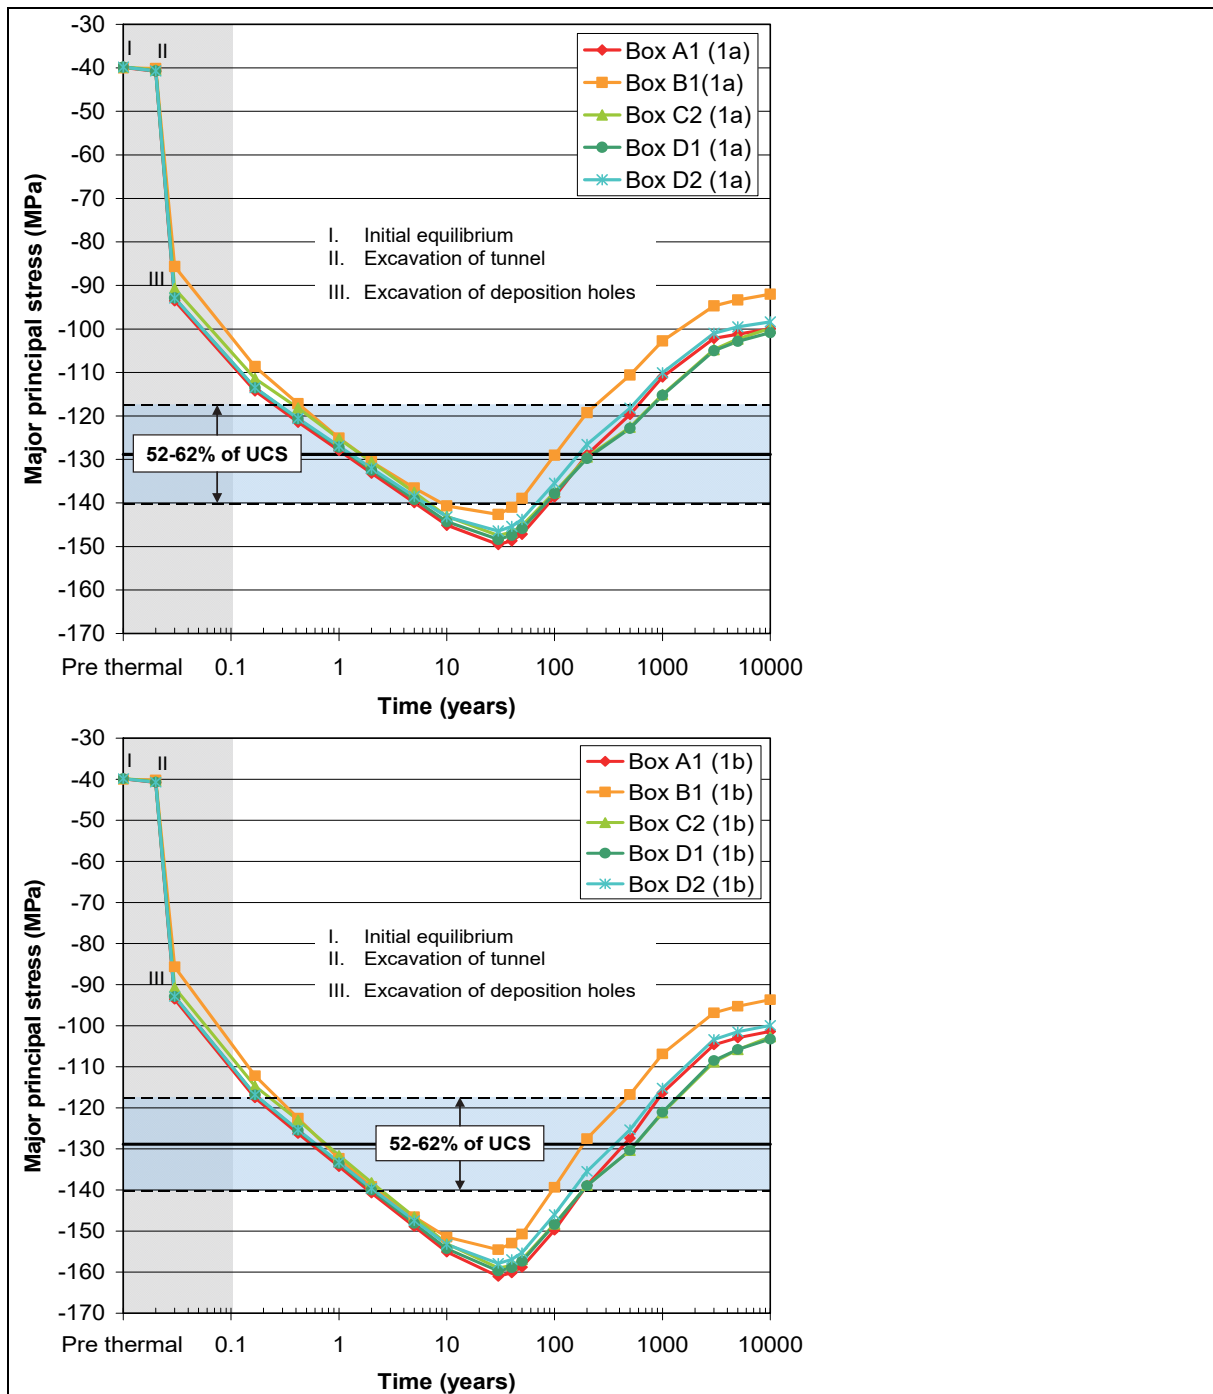 -30
-40
-50
-60
-70
-80
-90
-100
-110
-120
-130
-140
-150
-160
-170
Major principal stress (MPa)
I
II
III
Box A1 (1a)
Box B1(1a)
Box C2 (1a)
Box D1 (1a)
Box D2 (1a)
I. Initial equilibrium
II. Excavation of tunnel
III. Excavation of deposition holes
52-62% of UCS
Pre thermal 0.1 1 10 100 1000 10000
Time (years)
-30
-40
-50
-60
-70
-80
-90
-100
-110
-120
-130
-140
-150
-160
-170
Major principal stress (MPa)
I
II
III
Box A1 (1b)
Box B1 (1b)
Box C2 (1b)
Box D1 (1b)
Box D2 (1b)
I. Initial equilibrium
II. Excavation of tunnel
III. Excavation of deposition holes
52-62% of UCS
Pre thermal 0.1 1 10 100 1000 10000
Time (years)